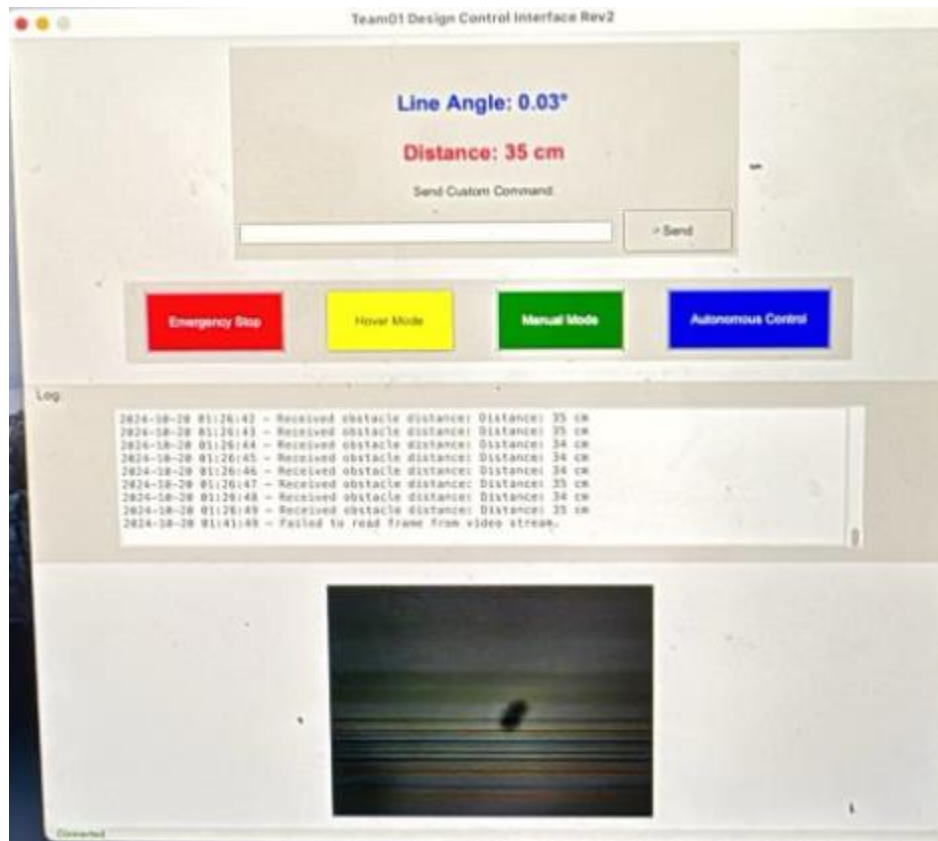 Team01 Design Control Interface Rev2
Line Angle: 0.03°
Distance: 35 cm
Send Custom Command:
> Send
Emergency Stop
Hover Mode
Manual Mode
Autonomous Control
Log:
2024-10-20 01:26:42 - Received obstacle distance: Distance: 35 cm
2024-10-20 01:26:43 - Received obstacle distance: Distance: 35 cm
2024-10-20 01:26:44 - Received obstacle distance: Distance: 34 cm
2024-10-20 01:26:45 - Received obstacle distance: Distance: 34 cm
2024-10-20 01:26:46 - Received obstacle distance: Distance: 34 cm
2024-10-20 01:26:47 - Received obstacle distance: Distance: 35 cm
2024-10-20 01:26:48 - Received obstacle distance: Distance: 34 cm
2024-10-20 01:26:49 - Received obstacle distance: Distance: 35 cm
2024-10-20 01:41:49 - Failed to read frame from video stream.
Connected